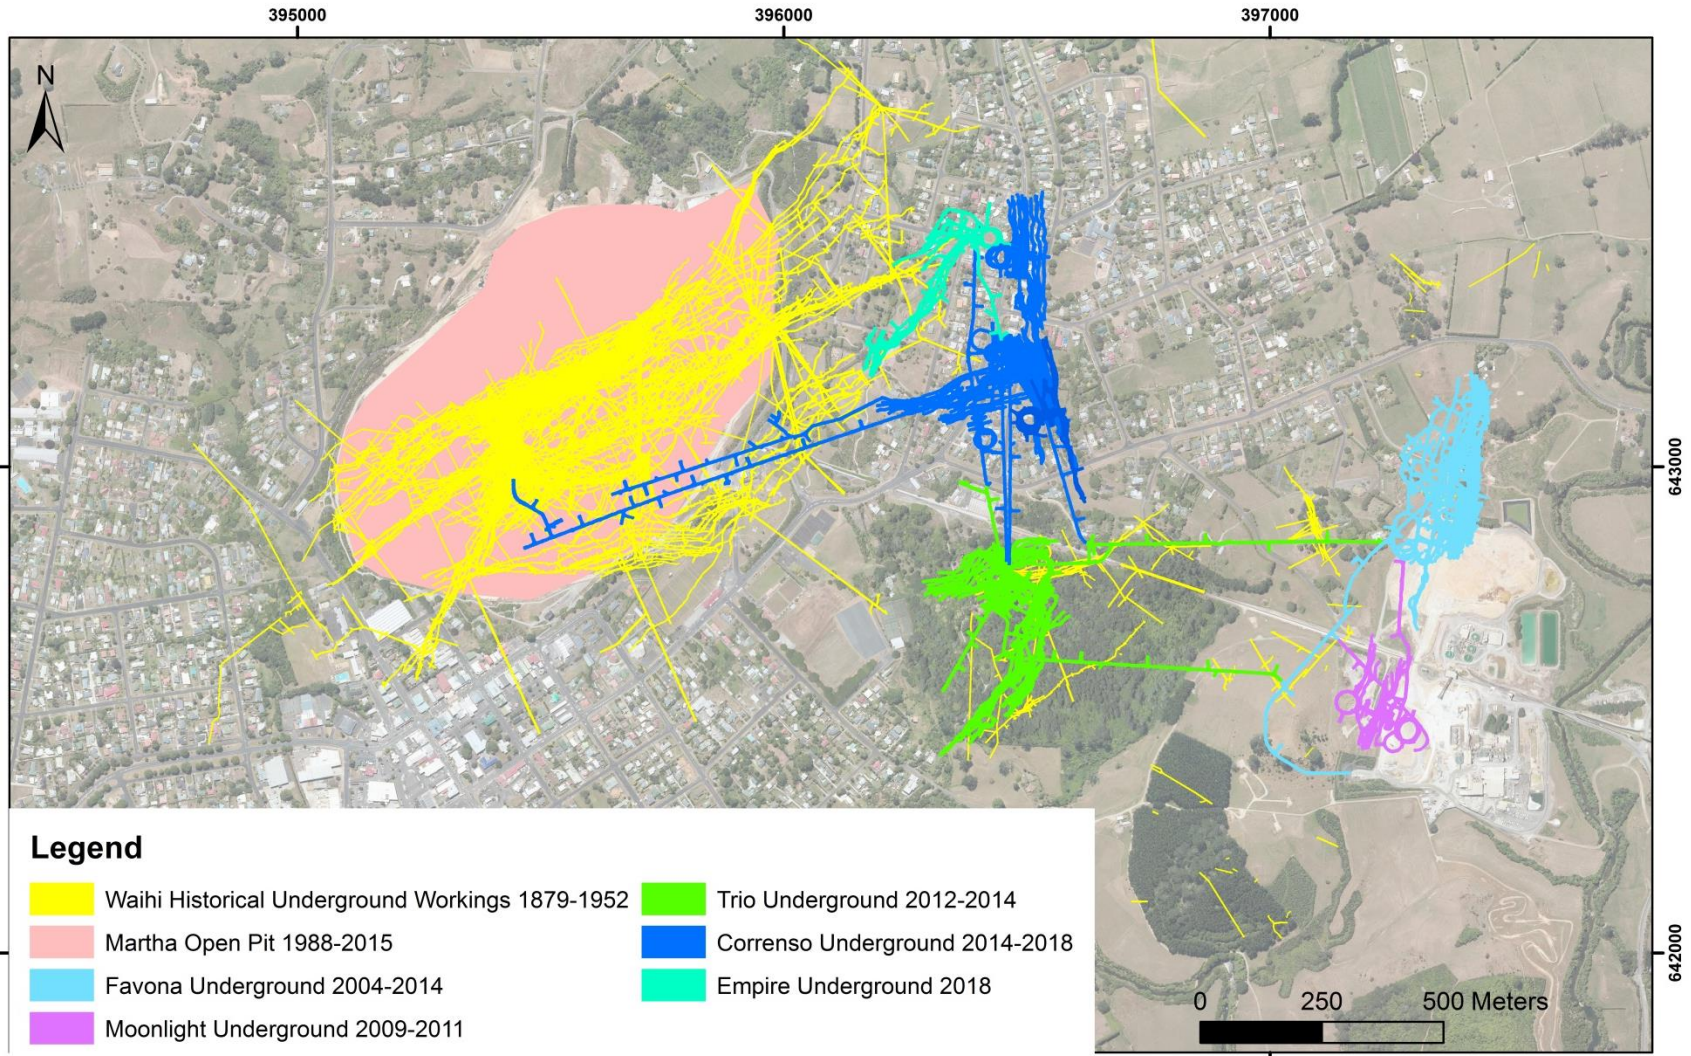 395000
396000
397000
N
643000
642000
Legend
Waihi Historical Underground Workings 1879-1952
Martha Open Pit 1988-2015
Favona Underground 2004-2014
Moonlight Underground 2009-2011
Trio Underground 2012-2014
Correnso Underground 2014-2018
Empire Underground 2018
0 250 500 Meters